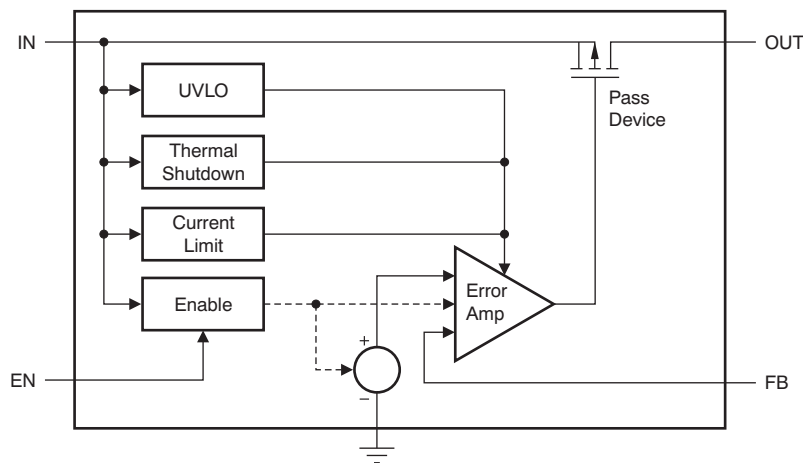 IN
OUT
UVLO
Pass
Device
Thermal
Shutdown
Current
Limit
Enable
Error
Amp
+
−
EN
FB